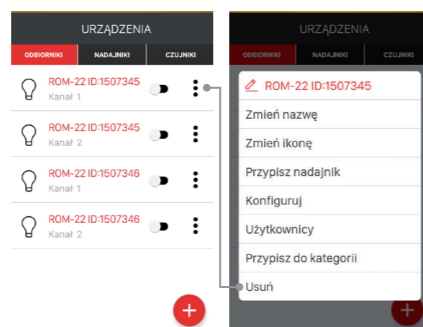 URZĄDZENIA
ODBIORNIKI NADAJNIKI CZUJNIKI
ROM-22 ID:1507345
Kanał 1
ROM-22 ID:1507345
Kanał 2
ROM-22 ID:1507346
Kanał 1
ROM-22 ID:1507346
Kanał 2
URZĄDZENIA
ODBIORNIKI NADAJNIKI CZUJNIKI
ROM-22 ID:1507345
Zmień nazwę
Zmień ikonę
Przypisz nadajnik
Konfiguruj
Użytkownicy
Przypisz do kategorii
Usuń